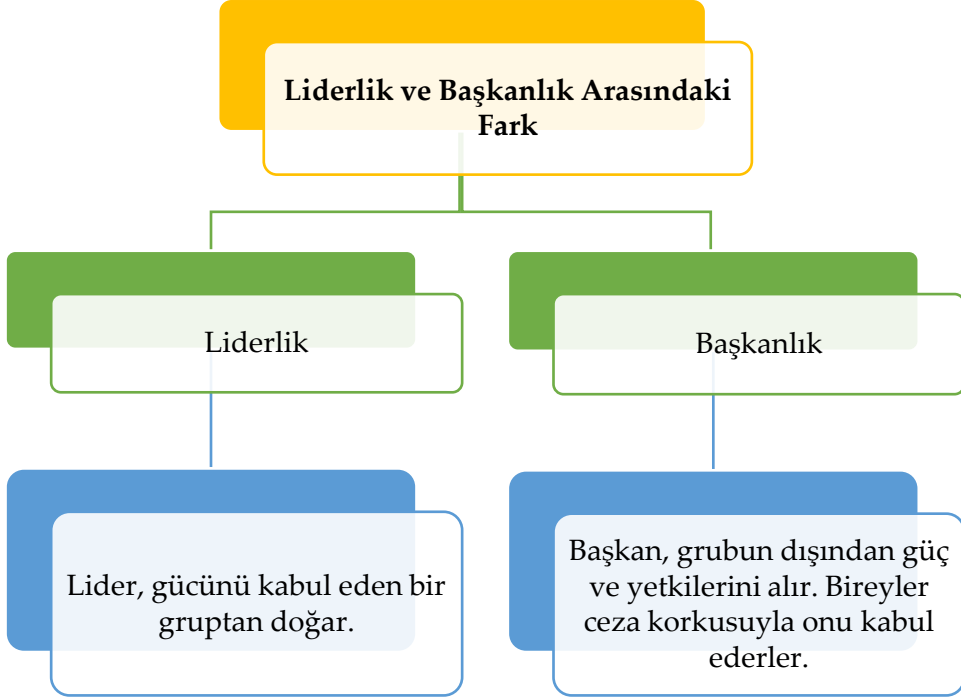 Liderlik ve Başkanlık Arasındaki
Fark
Liderlik
Başkanlık
Lider, gücünü kabul eden bir
gruptan doğar.
Başkan, grubun dışından güç
ve yetkilerini alır. Bireyler
ceza korkusuyla onu kabul
ederler.